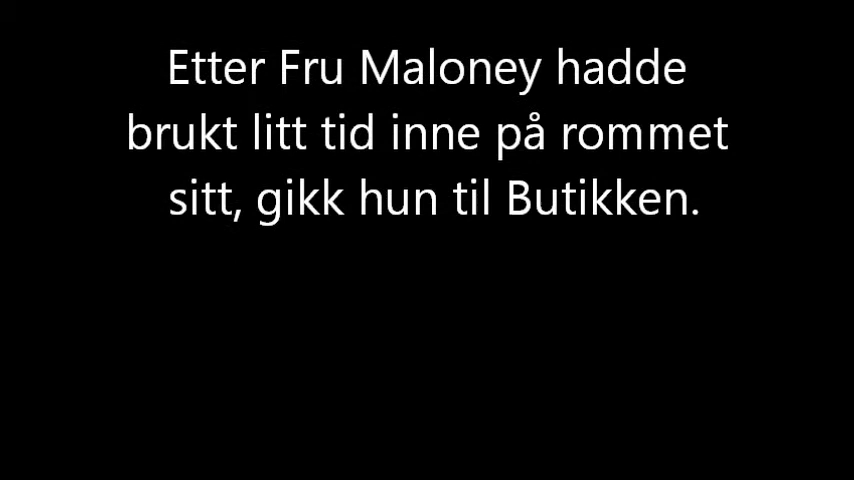 Etter Fru Maloney hadde
brukt litt tid inne på rommet
sitt, gikk hun til Butikken.